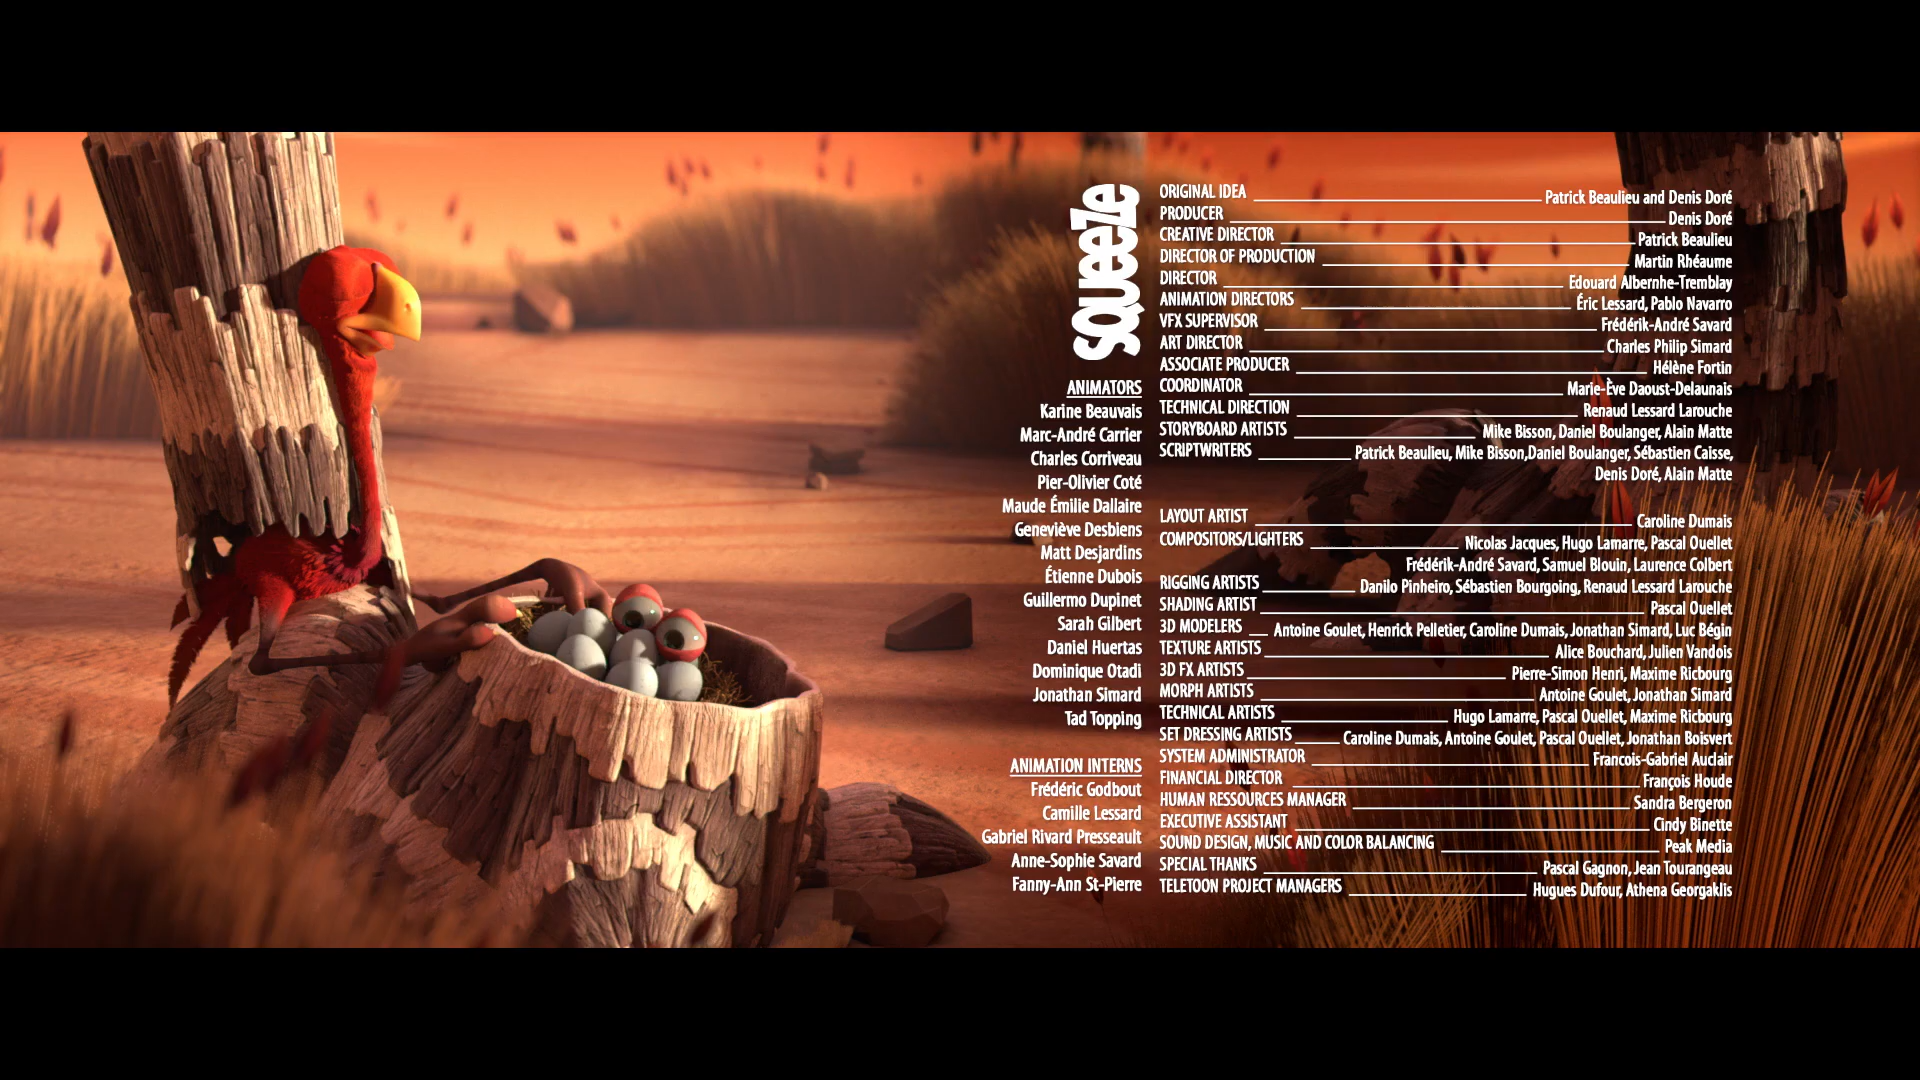 squeeze
ANIMATORS
Karine Beauvais
Marc-André Carrier
Charles Corriveau
Pier-Olivier Coté
Maude Émilie Dallaire
Geneviève Desbiens
Matt Desjardins
Étienne Dubois
Guillermo Dupinet
Sarah Gilbert
Daniel Huertas
Dominique Otadi
Jonathan Simard
Tad Topping
ANIMATION INTERNS
Frédéric Godbout
Camille Lessard
Gabriel Rivard Presseault
Anne-Sophie Savard
Fanny-Ann St-Pierre
ORIGINAL IDEA Patrick Beaulieu and Denis Doré
PRODUCER Denis Doré
CREATIVE DIRECTOR Patrick Beaulieu
DIRECTOR OF PRODUCTION Martin Rhéaume
DIRECTOR Edouard Albernhe-Tremblay
ANIMATION DIRECTORS Éric Lessard, Pablo Navarro
VFX SUPERVISOR Frédérik-André Savard
ART DIRECTOR Charles Philip Simard
ASSOCIATE PRODUCER Hélène Fortin
COORDINATOR Marie-Ève Daoust-Delaunais
TECHNICAL DIRECTION Renaud Lessard Larouche
STORYBOARD ARTISTS Mike Bisson, Daniel Boulanger, Alain Matte
SCRIPTWRITERS Patrick Beaulieu, Mike Bisson,Daniel Boulanger, Sébastien Caisse,
Denis Doré, Alain Matte
LAYOUT ARTIST Caroline Dumais
COMPOSITORS/LIGHTERS Nicolas Jacques, Hugo Lamarre, Pascal Ouellet
Frédérik-André Savard, Samuel Blouin, Laurence Colbert
RIGGING ARTISTS Danilo Pinheiro, Sébastien Bourgoing, Renaud Lessard Larouche
SHADING ARTIST Pascal Ouellet
3D MODELERS Antoine Goulet, Henrick Pelletier, Caroline Dumais, Jonathan Simard, Luc Bégin
TEXTURE ARTISTS Alice Bouchard, Julien Vandois
3D FX ARTISTS Pierre-Simon Henri, Maxime Ricbourg
MORPH ARTISTS Antoine Goulet, Jonathan Simard
TECHNICAL ARTISTS Hugo Lamarre, Pascal Ouellet, Maxime Ricbourg
SET DRESSING ARTISTS Caroline Dumais, Antoine Goulet, Pascal Ouellet, Jonathan Boisvert
SYSTEM ADMINISTRATOR Francois-Gabriel Auclair
FINANCIAL DIRECTOR François Houde
HUMAN RESSOURCES MANAGER Sandra Bergeron
EXECUTIVE ASSISTANT Cindy Binette
SOUND DESIGN, MUSIC AND COLOR BALANCING Peak Media
SPECIAL THANKS Pascal Gagnon, Jean Tourangeau
TELETOON PROJECT MANAGERS Hugues Dufour, Athena Georgaklis